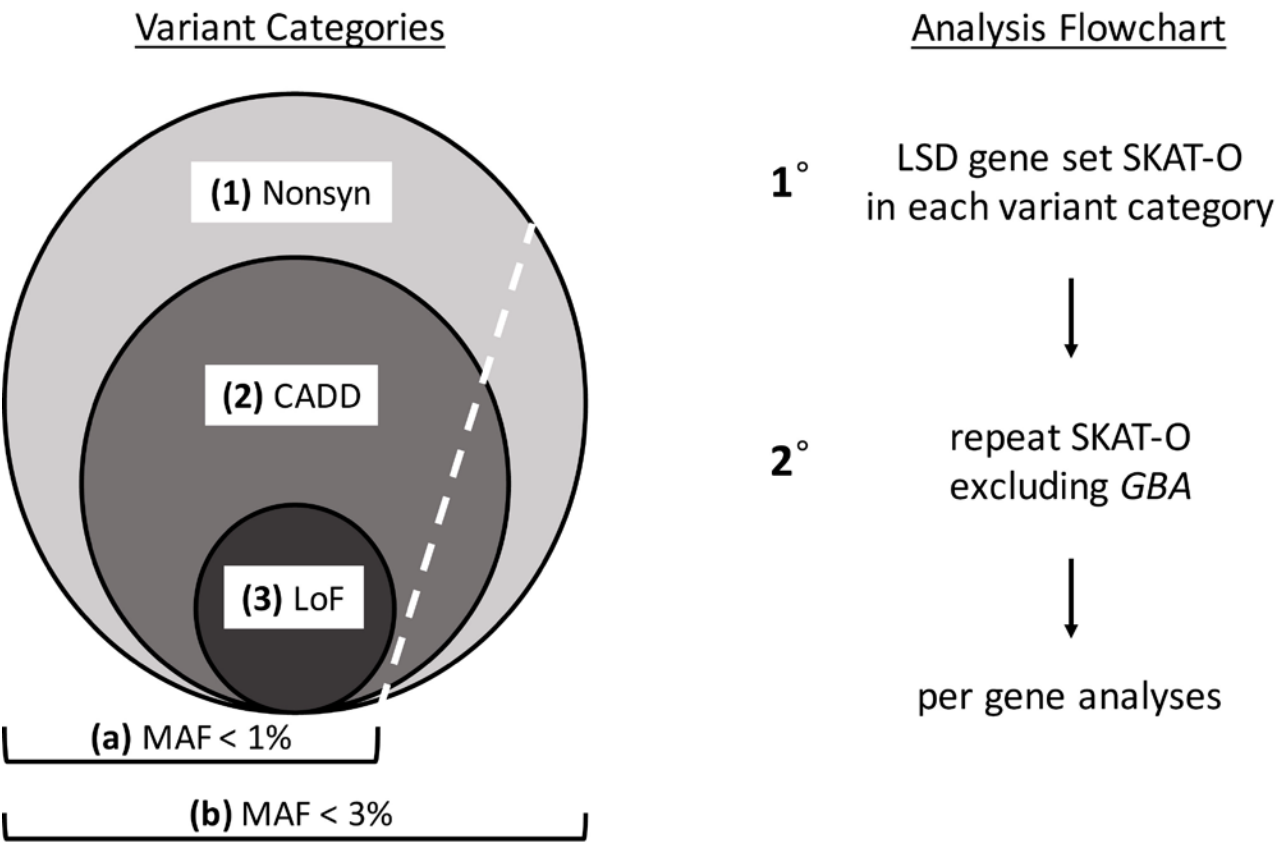 Variant Categories
(1) Nonsyn
(2) CADD
(3) LoF
(a) MAF < 1%
(b) MAF < 3%
Analysis Flowchart
1° LSD gene set SKAT-O
in each variant category
2° repeat SKAT-O
excluding GBA
per gene analyses